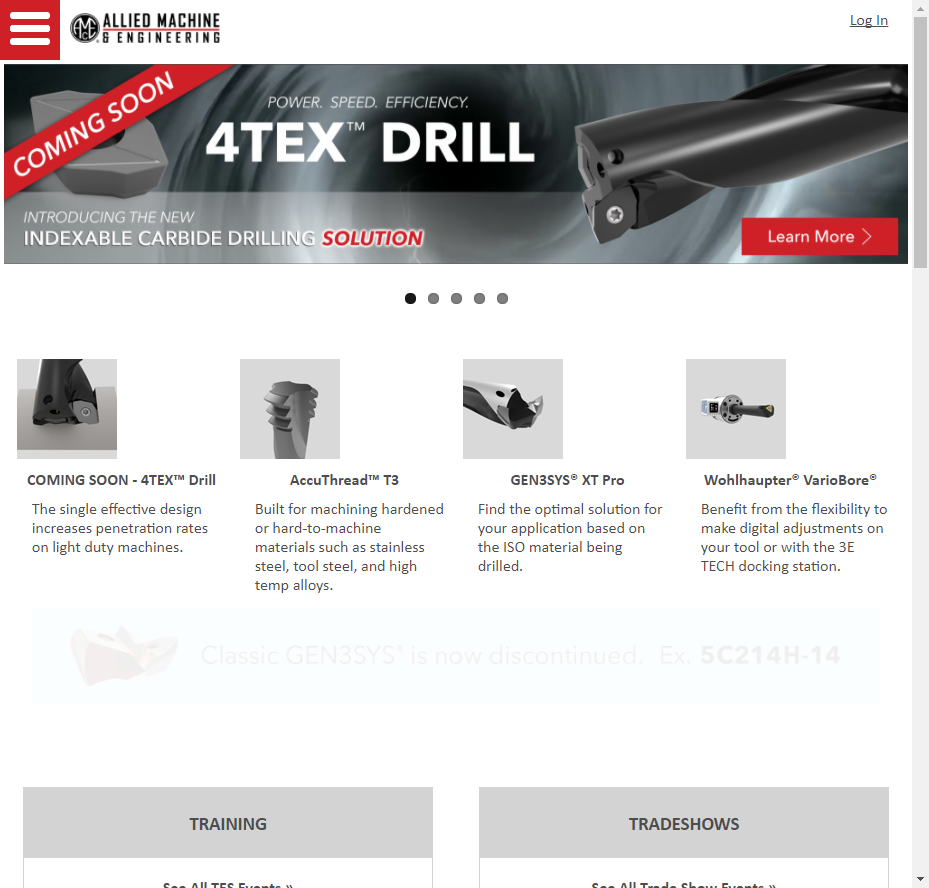 ALLIED MACHINE
& ENGINEERING
Log In
COMING SOON
POWER. SPEED. EFFICIENCY.
4TEX™ DRILL
INTRODUCING THE NEW
INDEXABLE CARBIDE DRILLING SOLUTION
Learn More
COMING SOON - 4TEX™ Drill
The single effective design
increases penetration rates
on light duty machines.
AccuThread™ T3
Built for machining hardened
or hard-to-machine
materials such as stainless
steel, tool steel, and high
temp alloys.
GEN3SYS® XT Pro
Find the optimal solution for
your application based on
the ISO material being
drilled.
Wohlhaupter® VarioBore®
Benefit from the flexibility to
make digital adjustments on
your tool or with the 3E
TECH docking station.
Classic GEN3SYS® is now discontinued. Ex. 5C214H-14
TRAINING
TRADESHOWS
See All TES Events »
See All Trade Show Events »